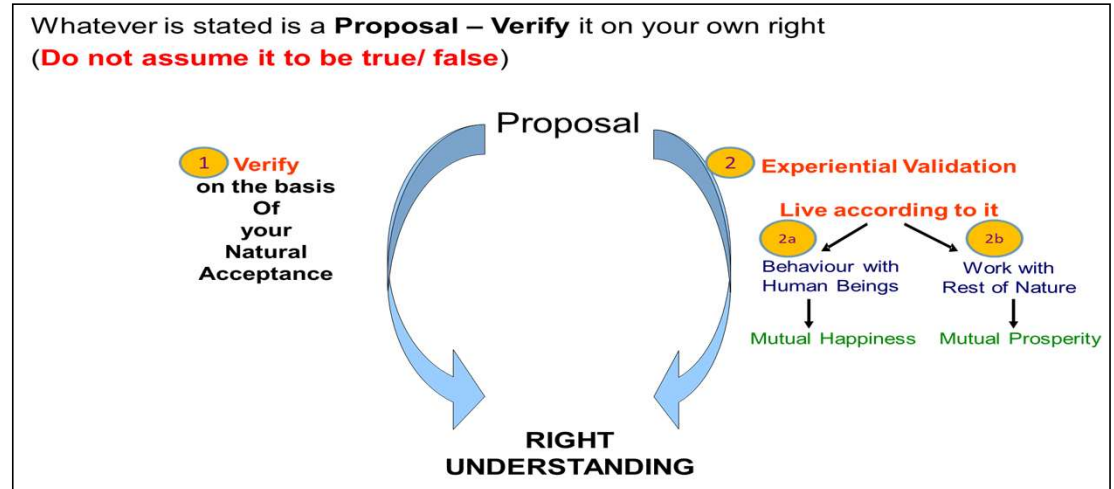 Whatever is stated is a Proposal – Verify it on your own right
(Do not assume it to be true/ false)
Proposal
1 Verify
on the basis
Of
your
Natural
Acceptance
2 Experiential Validation
Live according to it
2a
Behaviour with
Human Beings
Mutual Happiness
2b
Work with
Rest of Nature
Mutual Prosperity
RIGHT
UNDERSTANDING